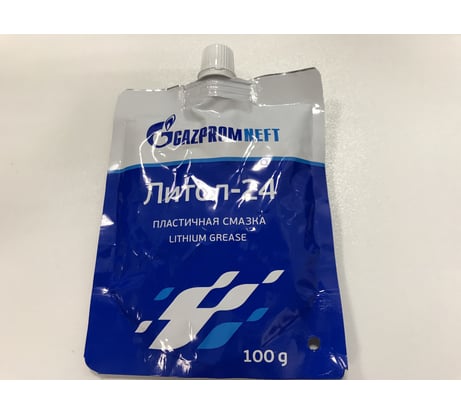 GAZPROMNEFT
Литол-24
ПЛАСТИЧНАЯ СМАЗКА
LITHIUM GREASE
100 g